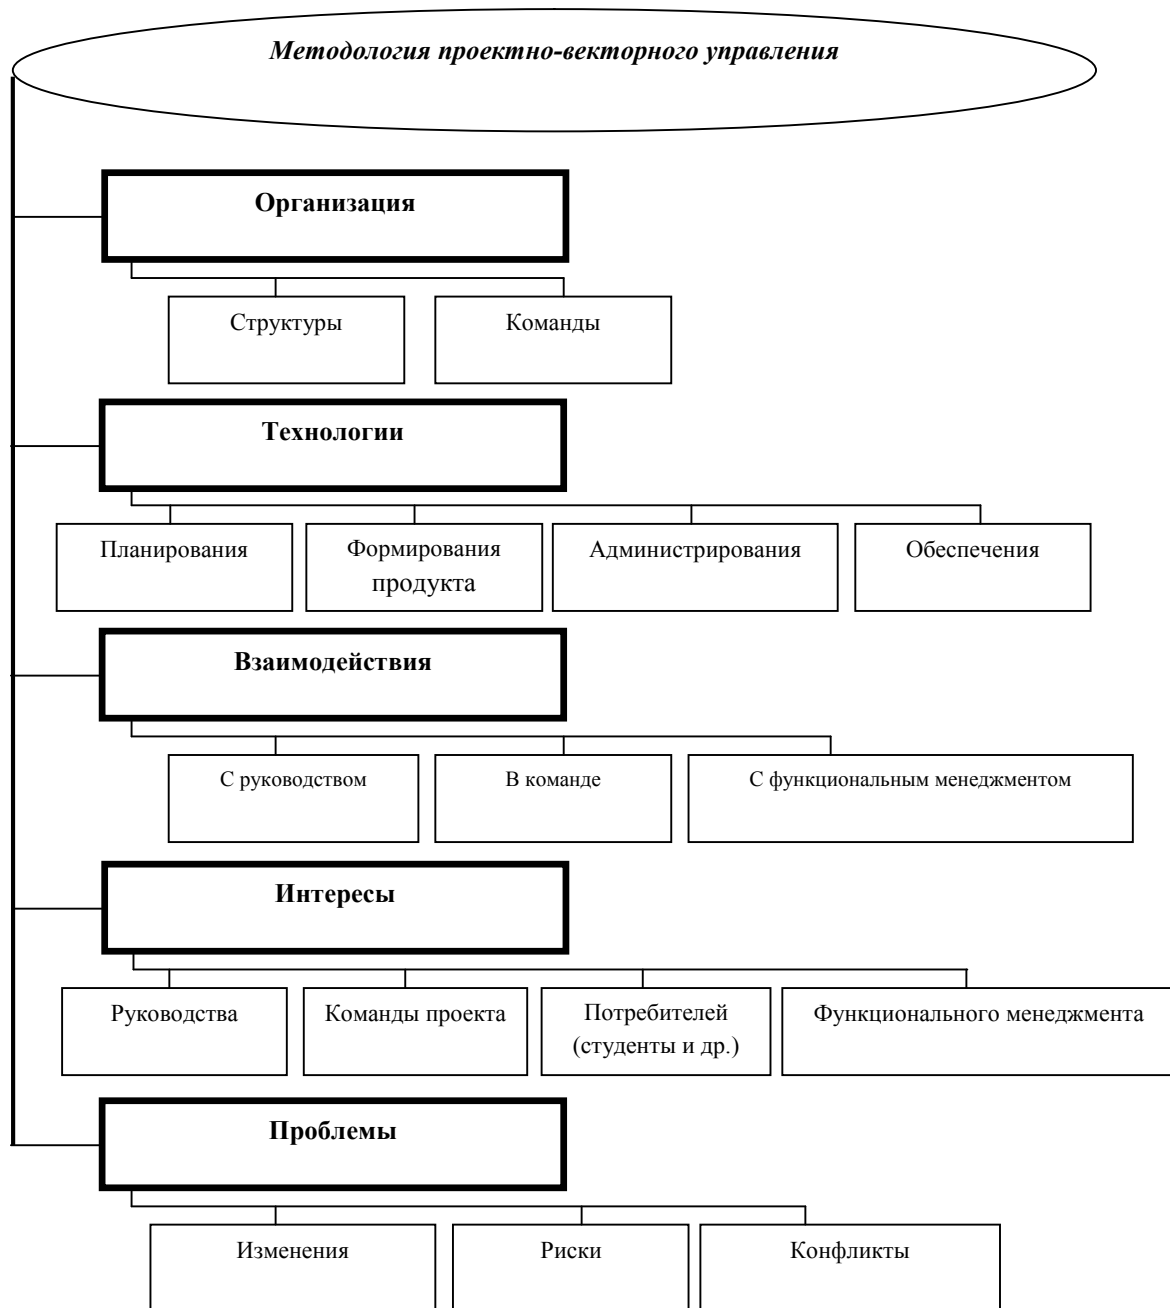 Методология проектно-векторного управления
Организация
Структуры
Команды
Технологии
Планирования
Формирования
продукта
Администрирования
Обеспечения
Взаимодействия
С руководством
В команде
С функциональным менеджментом
Интересы
Руководства
Команды проекта
Потребителей
(студенты и др.)
Функционального менеджмента
Проблемы
Изменения
Риски
Конфликты